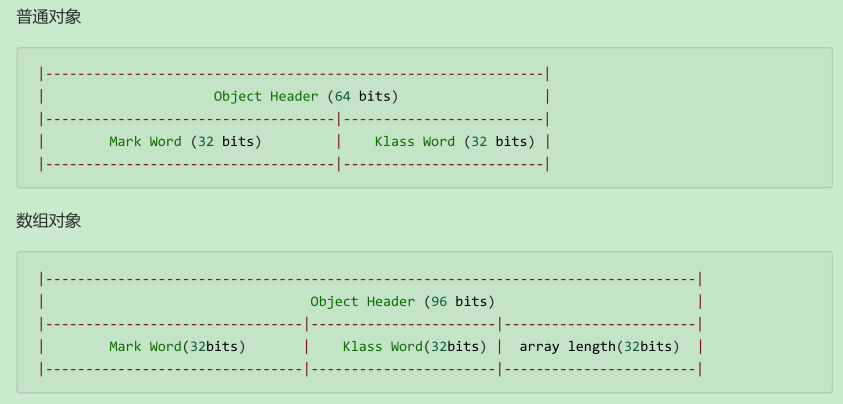 普通对象
|--------------------------------------------------------------|
|                     Object Header (64 bits)                  |
|------------------------------------|-------------------------|
|        Mark Word (32 bits)         |    Klass Word (32 bits) |
|------------------------------------|-------------------------|
数组对象
|---------------------------------------------------------------------------------|
|                                 Object Header (96 bits)                         |
|--------------------------------|-----------------------|------------------------|
|        Mark Word(32bits)       |    Klass Word(32bits) |  array length(32bits)  |
|--------------------------------|-----------------------|------------------------|